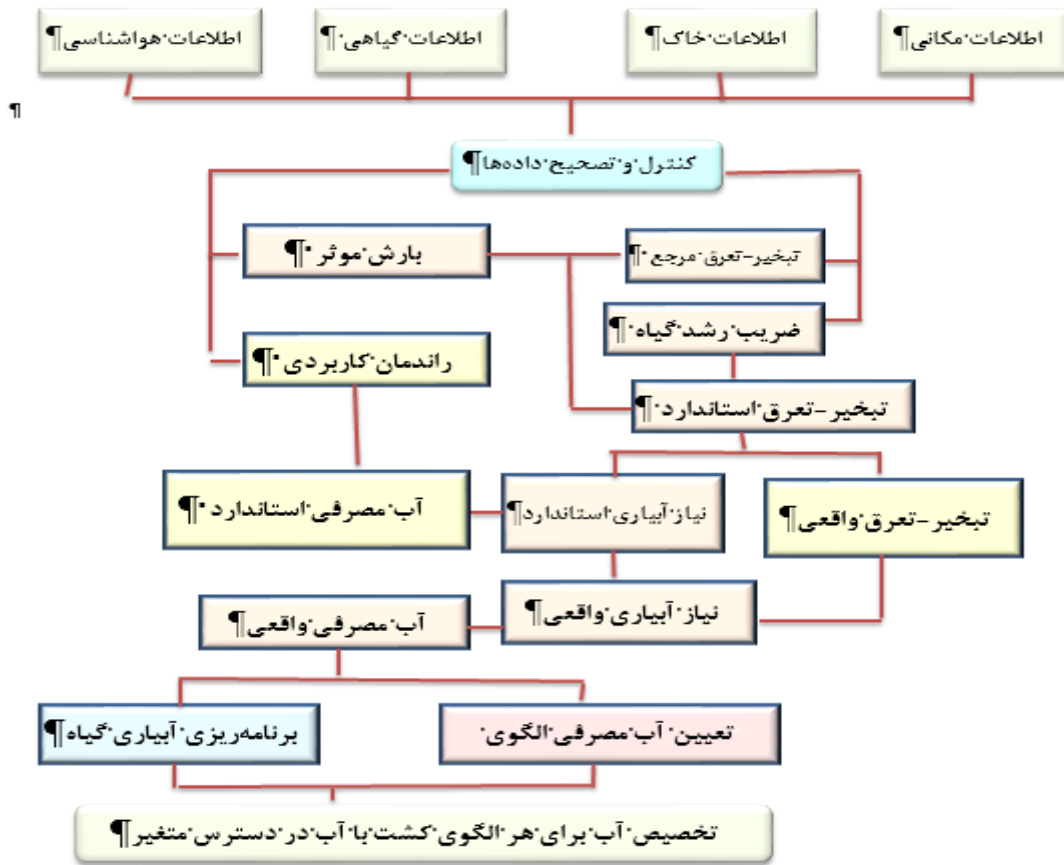 اطلاعات مکانی¶
اطلاعات خاک¶
اطلاعات گیاهی ¶
اطلاعات هواشناسی¶
¶
کنترل و تصحیح داده‌ها¶
تبخیر-تعرق مرجع ¶
بارش موثر ¶
ضریب رشد گیاه ¶
راندمان کاربردی ¶
تبخیر-تعرق استاندارد ¶
تبخیر-تعرق واقعی¶
نیاز آبیاری استاندارد¶
آب مصرفی استاندارد ¶
نیاز آبیاری واقعی¶
آب مصرفی واقعی¶
تعیین آب مصرفی الگوی
برنامه‌ریزی آبیاری گیاه¶
تخصیص آب برای هر الگوی کشت با آب در دسترس متغیر¶